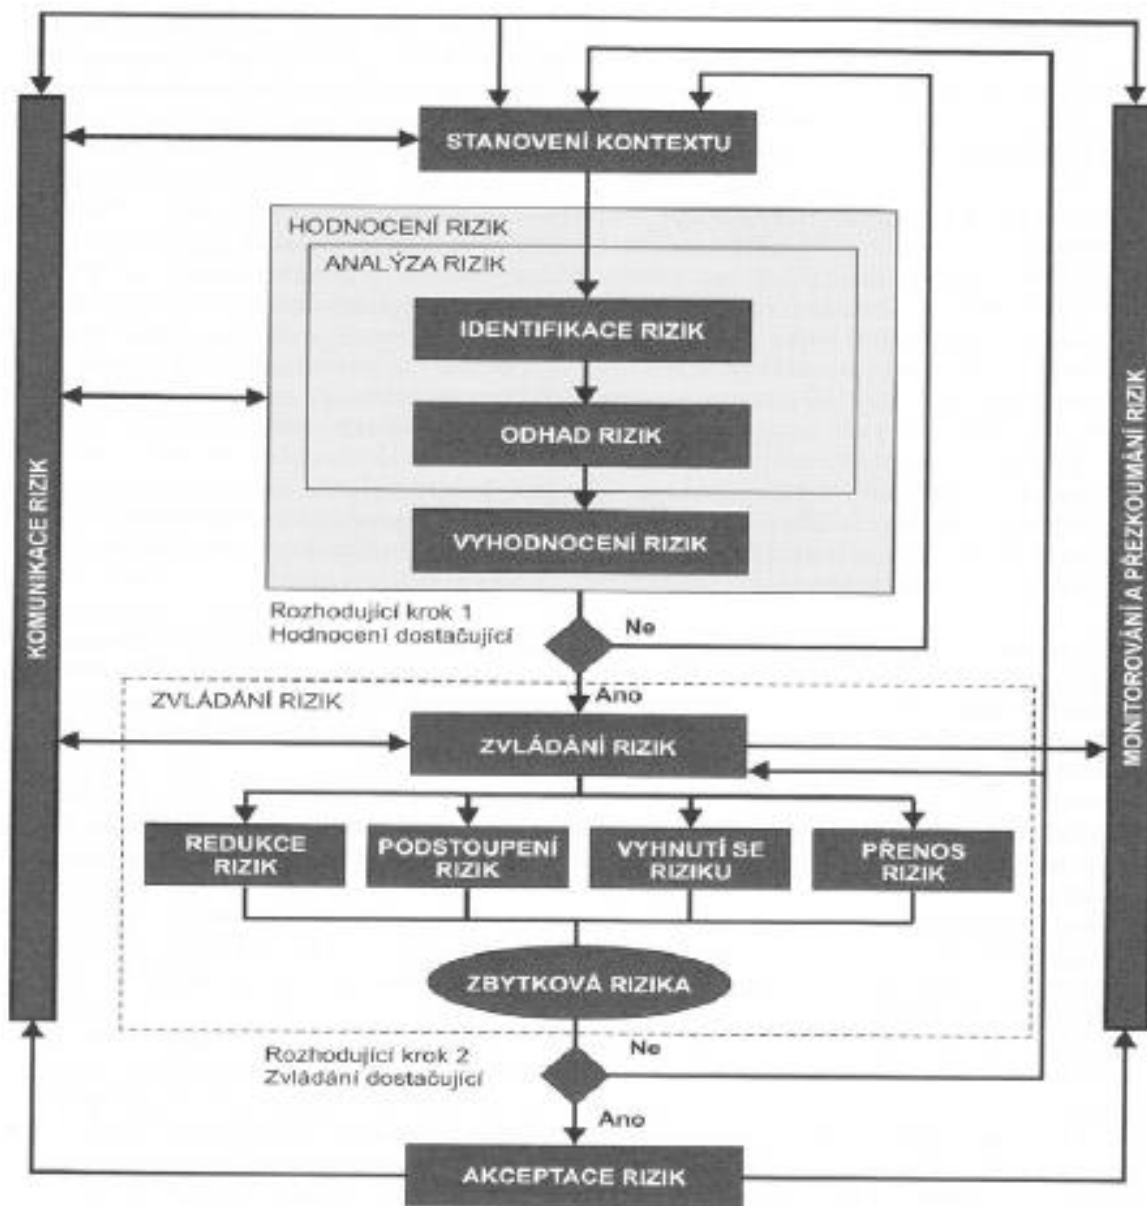 STANOVENÍ KONTEXTU
HODNOCENÍ RIZIK
ANALÝZA RIZIK
IDENTIFIKACE RIZIK
ODHAD RIZIK
VYHODNOCENÍ RIZIK
KOMUNIKACE RIZIK
MONITOROVÁNÍ A PŘEZKOUMÁNÍ RIZIK
Rozhodující krok 1
Hodnocení dostačující
Ne
Ano
ZVLÁDÁNÍ RIZIK
ZVLÁDÁNÍ RIZIK
REDUKCE
RIZIK
PODSTOUPENÍ
RIZIK
VYHNUTÍ SE
RIZIKU
PŘENOS
RIZIK
ZBYTKOVÁ RIZIKA
Rozhodující krok 2
Zvládání dostačující
Ne
Ano
AKCEPTACE RIZIK